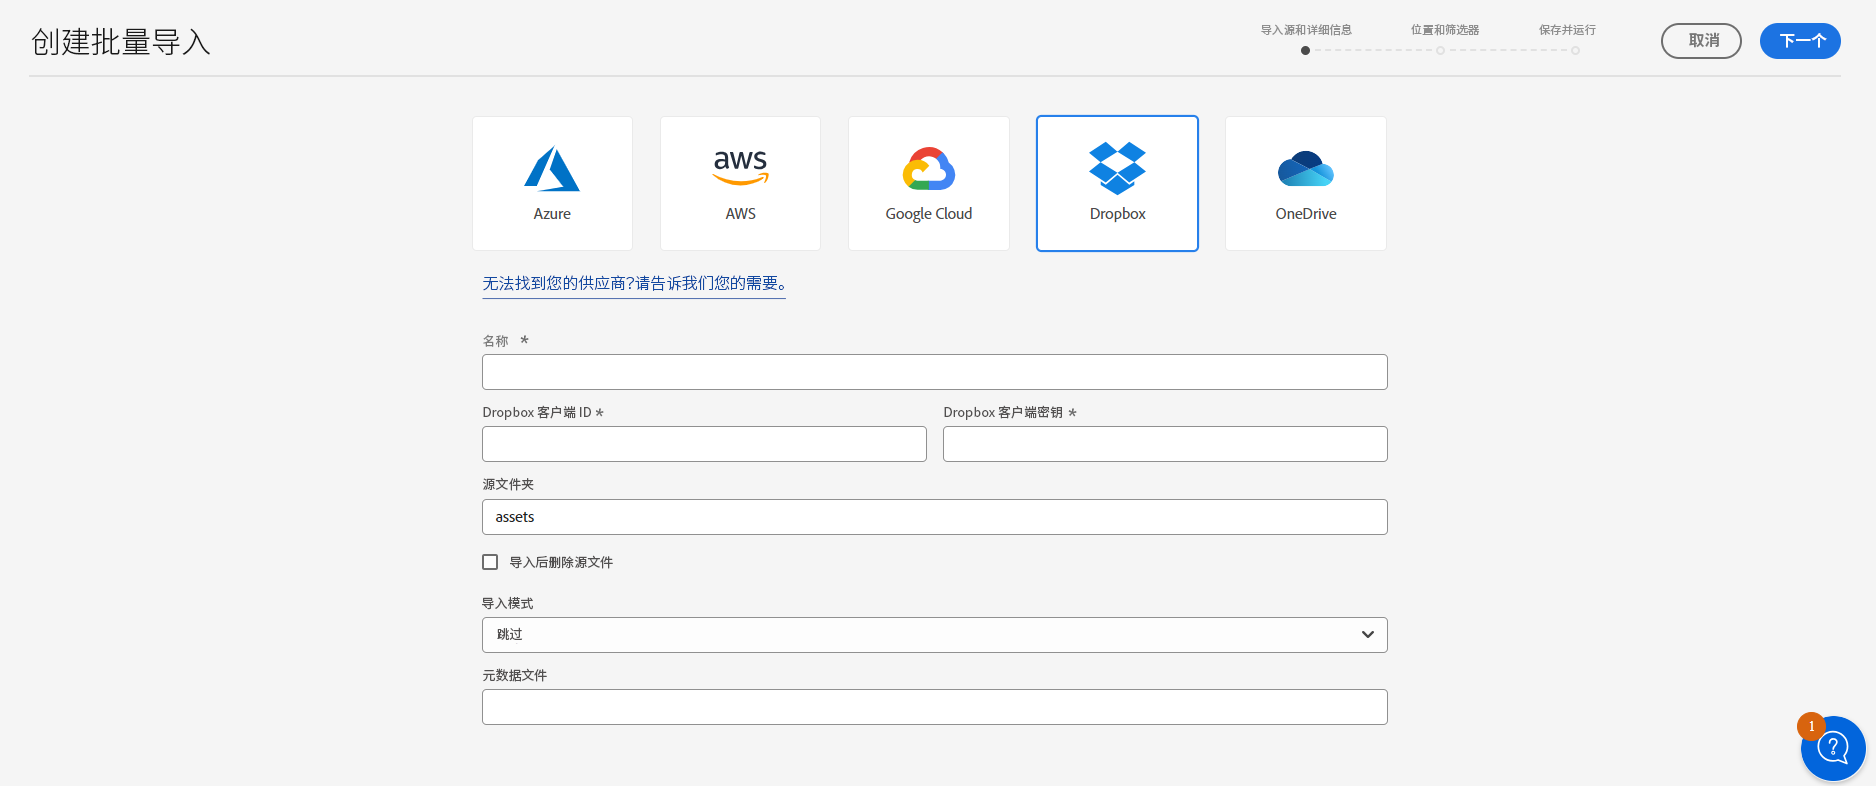 创建批量导入
导入源和详细信息
位置和筛选器
保存并运行
取消
下一个
aws
Azure
AWS
Google Cloud
Dropbox
OneDrive
无法找到您的供应商?请告诉我们您的需要。
名称 *
Dropbox 客户端 ID *
Dropbox 客户端密钥 *
源文件夹
assets
导入后删除源文件
导入模式
跳过
元数据文件
1
?